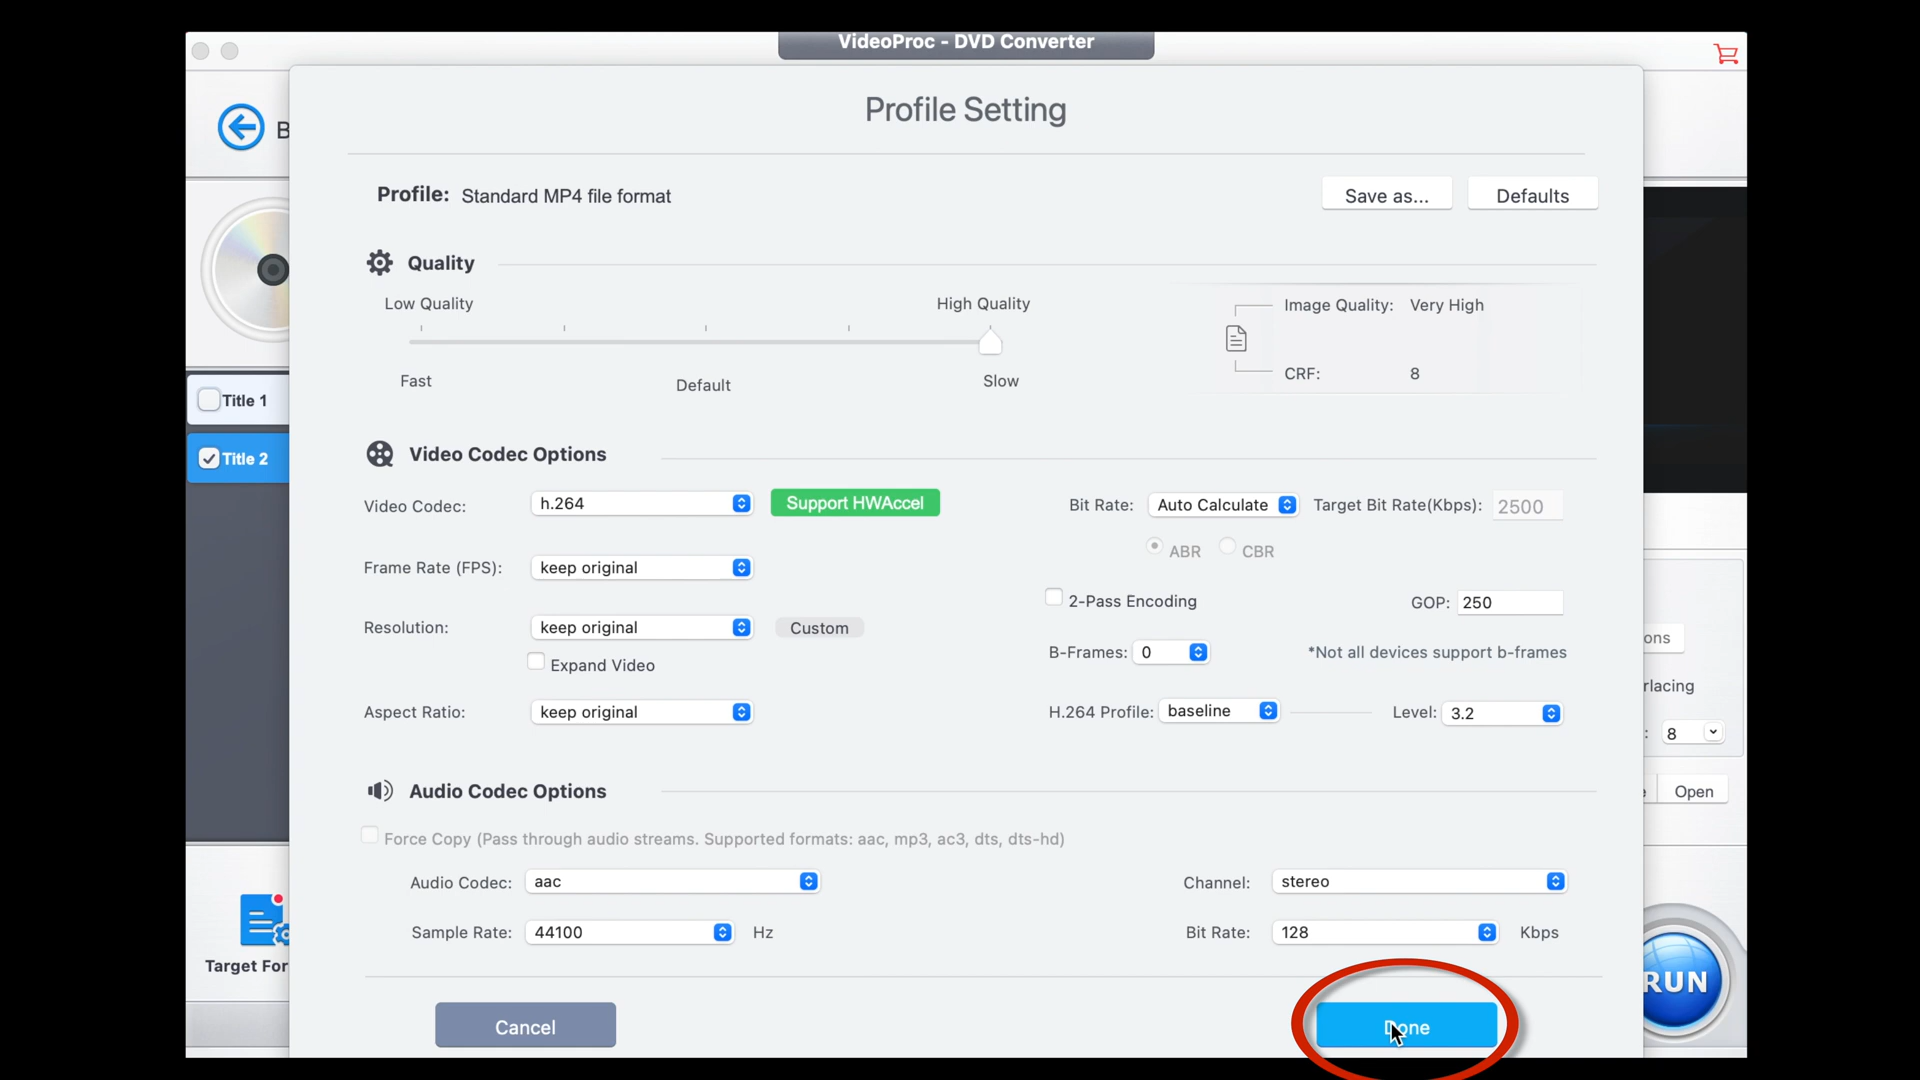 VideoProc - DVD Converter
B
Profile Setting
Profile: Standard MP4 file format
Save as...
Defaults
Quality
Low Quality
High Quality
Image Quality: Very High
Fast
Default
Slow
CRF: 8
Title 1
Title 2
Video Codec Options
Video Codec: h.264
Support HWAccel
Bit Rate: Auto Calculate
Target Bit Rate(Kbps): 2500
ABR
CBR
Frame Rate (FPS): keep original
2-Pass Encoding
GOP: 250
Resolution: keep original
Custom
Expand Video
B-Frames: 0
*Not all devices support b-frames
Aspect Ratio: keep original
H.264 Profile: baseline
Level: 3.2
ons
rlacing
: 8
Open
Audio Codec Options
Force Copy (Pass through audio streams. Supported formats: aac, mp3, ac3, dts, dts-hd)
Audio Codec: aac
Channel: stereo
Sample Rate: 44100 Hz
Bit Rate: 128 Kbps
Target For
RUN
Cancel
Done